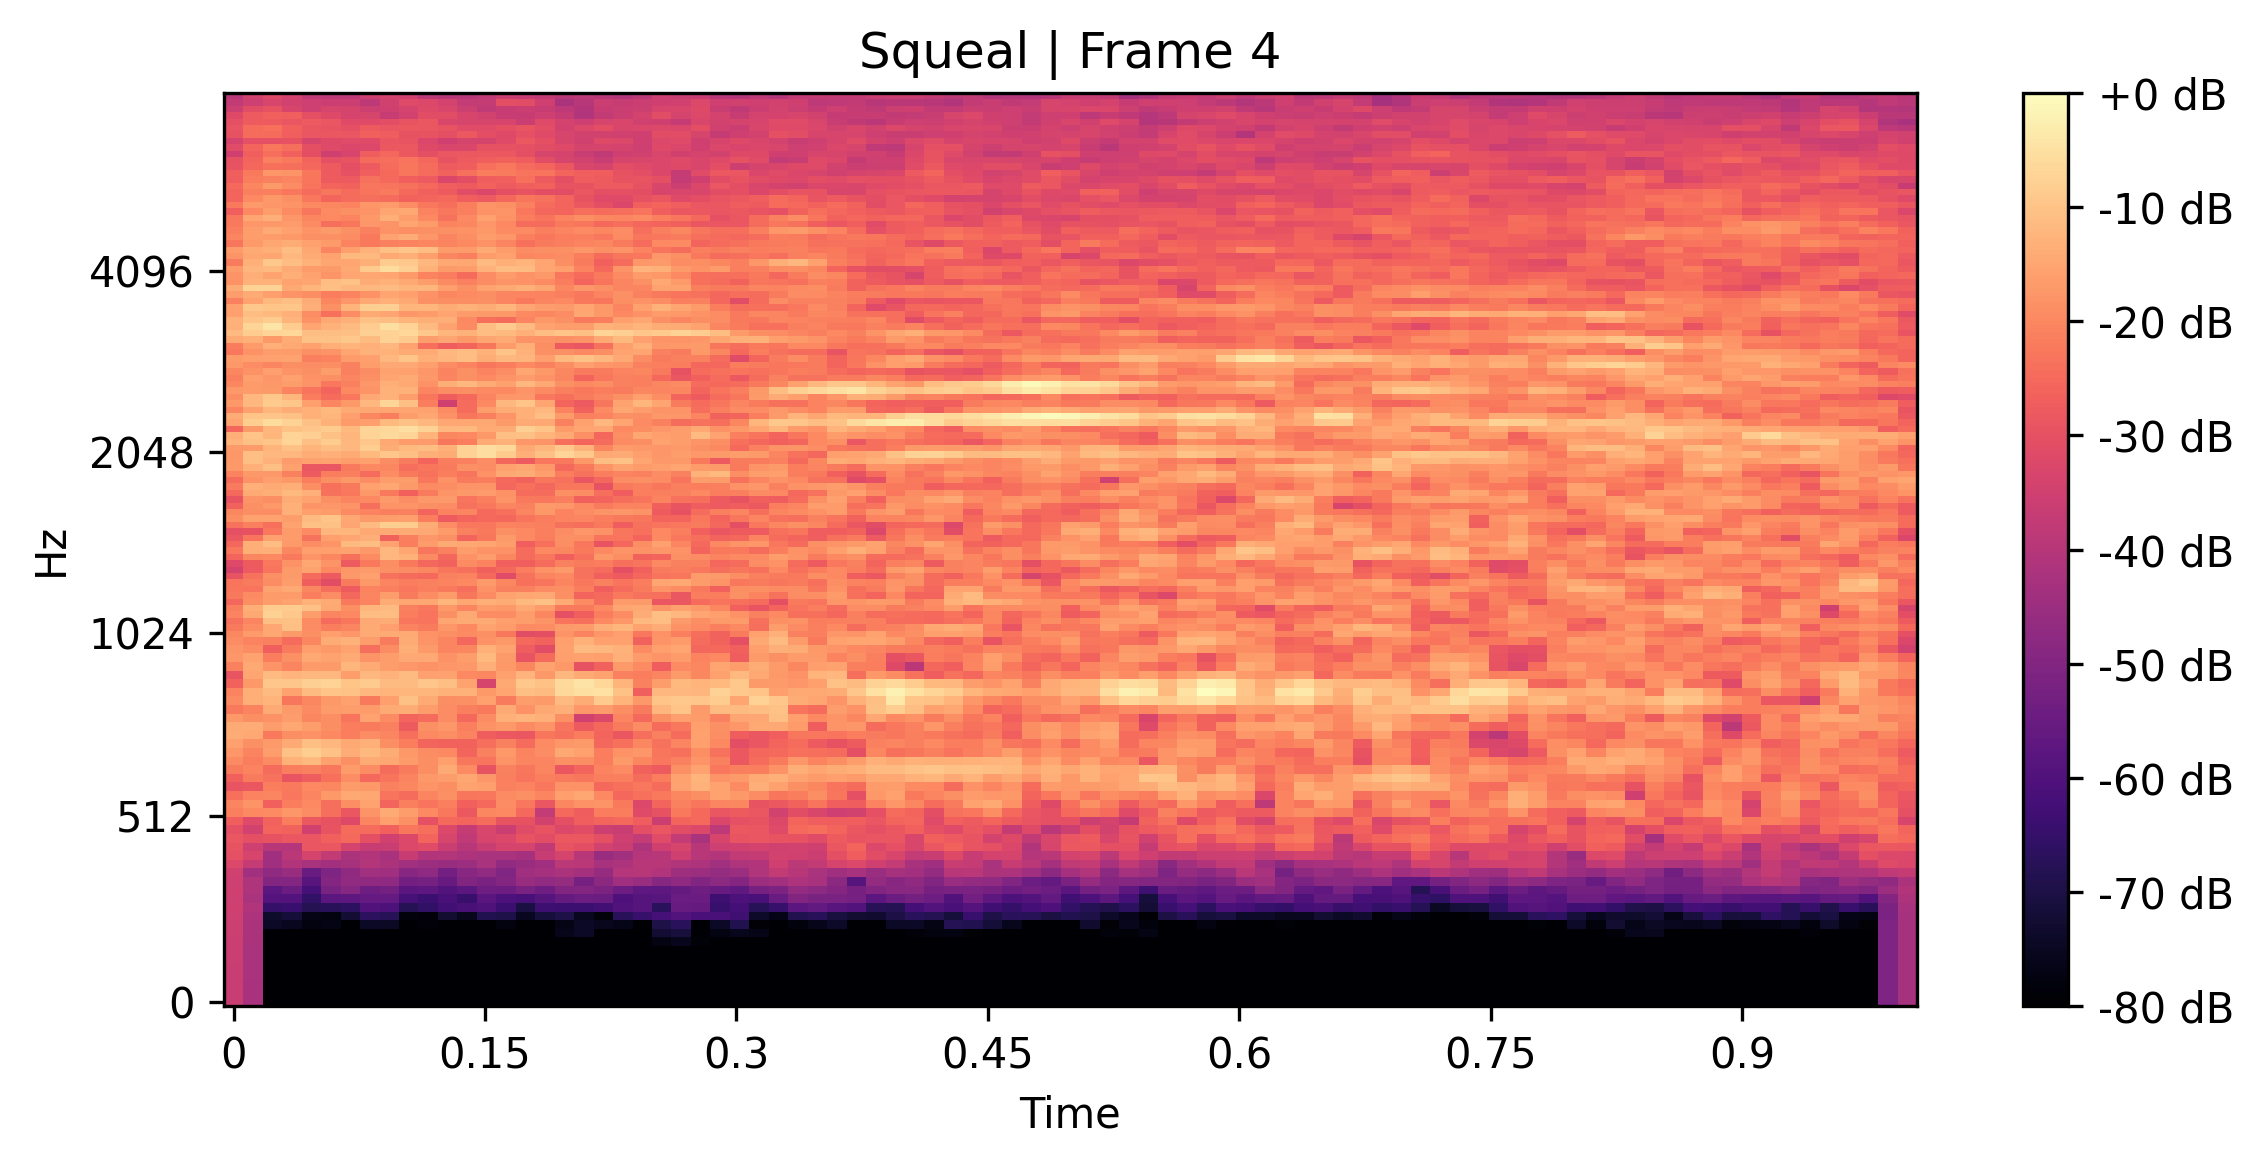 Squeal | Frame 4
Hz
4096
2048
1024
512
0
0 0.15 0.3 0.45 0.6 0.75 0.9
Time
+0 dB
-10 dB
-20 dB
-30 dB
-40 dB
-50 dB
-60 dB
-70 dB
-80 dB